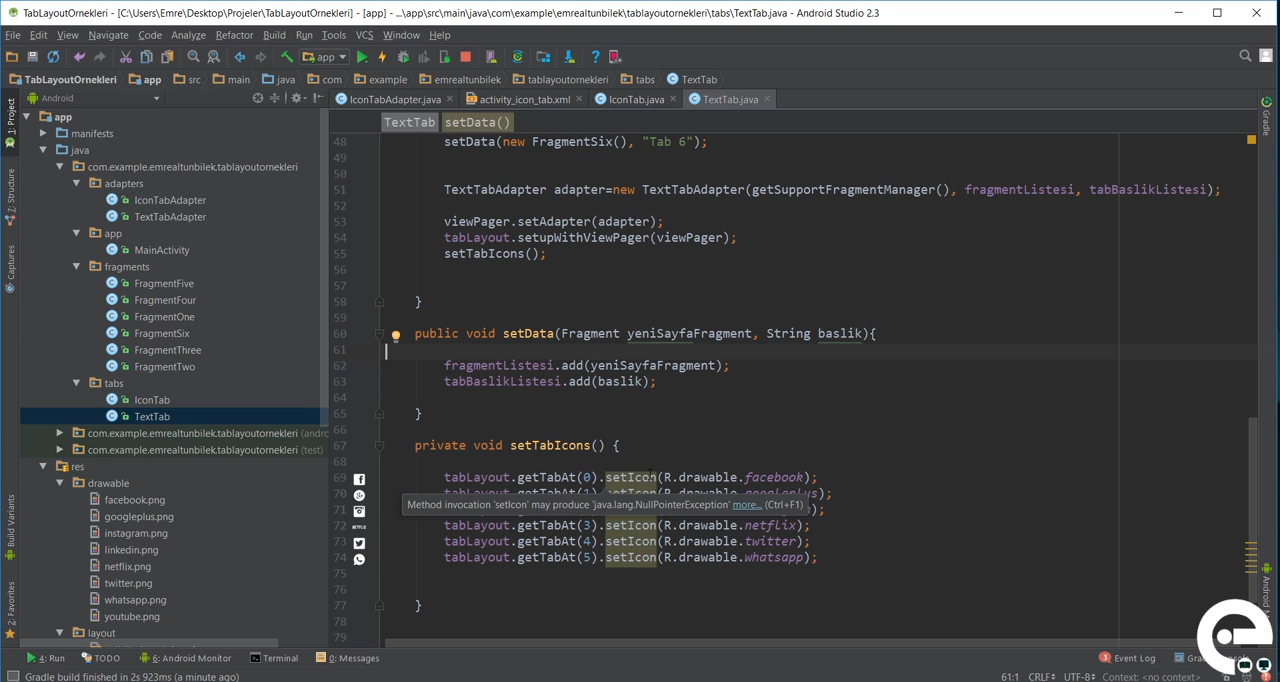 TabLayoutOrnekleri - [C:\Users\Emre\Desktop\Projeler\TabLayoutOrnekleri] - [app] - ...\app\src\main\java\com\example\emrealtunbilek\tablayoutornekleri\tabs\TextTab.java - Android Studio 2.3
File Edit View Navigate Code Analyze Refactor Build Run Tools VCS Window Help
app
TabLayoutOrnekleri app src main java com example emrealtunbilek tablayoutornekleri tabs TextTab
Android
IconTabAdapter.java activity_icon_tab.xml IconTab.java TextTab.java
TextTab setData()
1: Project
Z: Structure
Captures
Build Variants
2: Favorites
Gradle
app
manifests
java
com.example.emrealtunbilek.tablayoutornekleri
adapters
IconTabAdapter
TextTabAdapter
app
MainActivity
fragments
FragmentFive
FragmentFour
FragmentOne
FragmentSix
FragmentThree
FragmentTwo
tabs
IconTab
TextTab
com.example.emrealtunbilek.tablayoutornekleri (andro
com.example.emrealtunbilek.tablayoutornekleri (test)
res
drawable
facebook.png
googleplus.png
instagram.png
linkedin.png
netflix.png
twitter.png
whatsapp.png
youtube.png
layout
48 setData(new FragmentSix(), "Tab 6");
49
50
51 TextTabAdapter adapter=new TextTabAdapter(getSupportFragmentManager(), fragmentListesi, tabBaslikListesi);
52
53 viewPager.setAdapter(adapter);
54 tabLayout.setupWithViewPager(viewPager);
55 setTabIcons();
56
57
58 }
59
60 public void setData(Fragment yeniSayfaFragment, String baslik){
61
62 fragmentListesi.add(yeniSayfaFragment);
63 tabBaslikListesi.add(baslik);
64
65 }
66
67 private void setTabIcons() {
68
69 tabLayout.getTabAt(0).setIcon(R.drawable.facebook);
70
Method invocation 'setIcon' may produce 'java.lang.NullPointerException' more... (Ctrl+F1)
71
72 tabLayout.getTabAt(3).setIcon(R.drawable.netflix);
73 tabLayout.getTabAt(4).setIcon(R.drawable.twitter);
74 tabLayout.getTabAt(5).setIcon(R.drawable.whatsapp);
75
76
77 }
78
79
4: Run TODO 6: Android Monitor Terminal 0: Messages 3 Event Log
Gradle build finished in 2s 923ms (a minute ago) 61:1 CRLF UTF-8 Context: <no context>